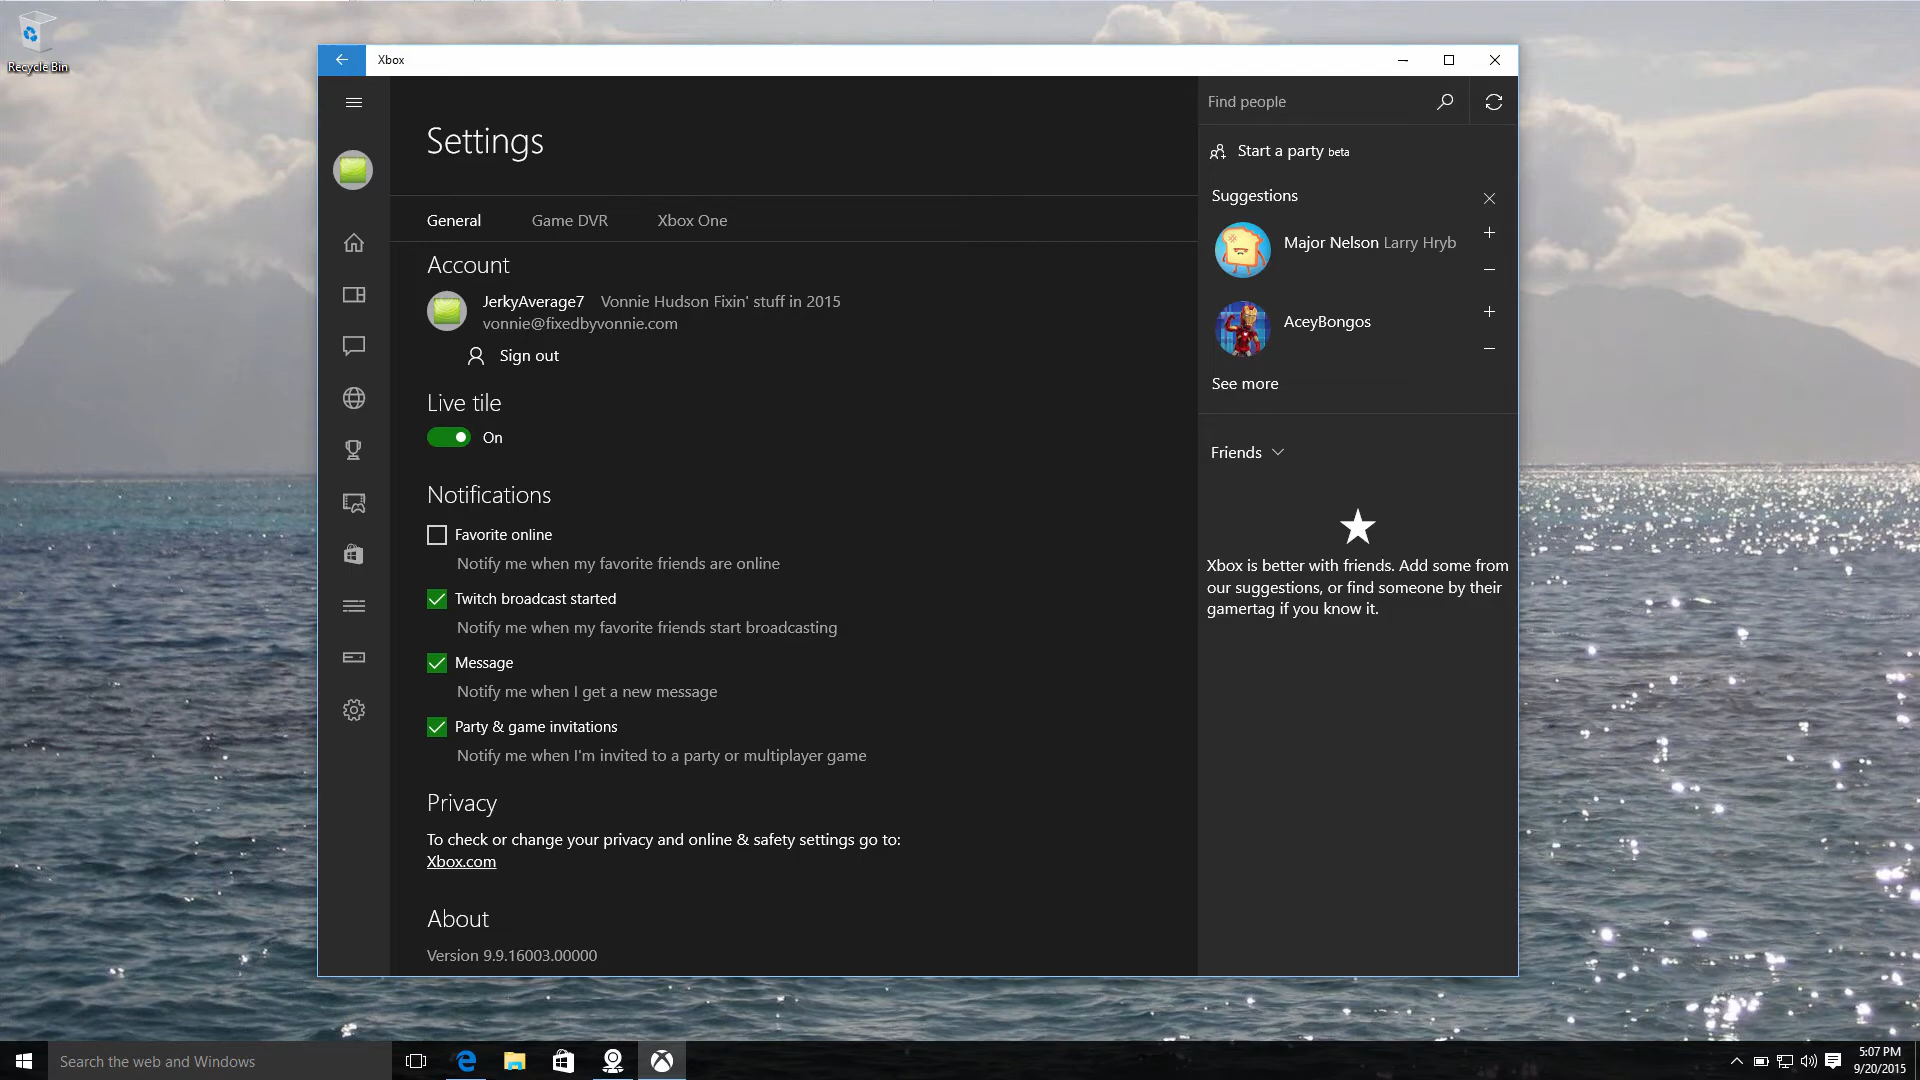 Recycle Bin
Xbox
Settings
General Game DVR Xbox One
Account
JerkyAverage7 Vonnie Hudson Fixin' stuff in 2015
vonnie@fixedbyvonnie.com
Sign out
Live tile
On
Notifications
Favorite online
Notify me when my favorite friends are online
Twitch broadcast started
Notify me when my favorite friends start broadcasting
Message
Notify me when I get a new message
Party & game invitations
Notify me when I'm invited to a party or multiplayer game
Privacy
To check or change your privacy and online & safety settings go to:
Xbox.com
About
Version 9.9.16003.00000
Find people
Start a party beta
Suggestions
Major Nelson Larry Hryb
AceyBongos
See more
Friends
Xbox is better with friends. Add some from
our suggestions, or find someone by their
gamertag if you know it.
Search the web and Windows
5:07 PM
9/20/2015